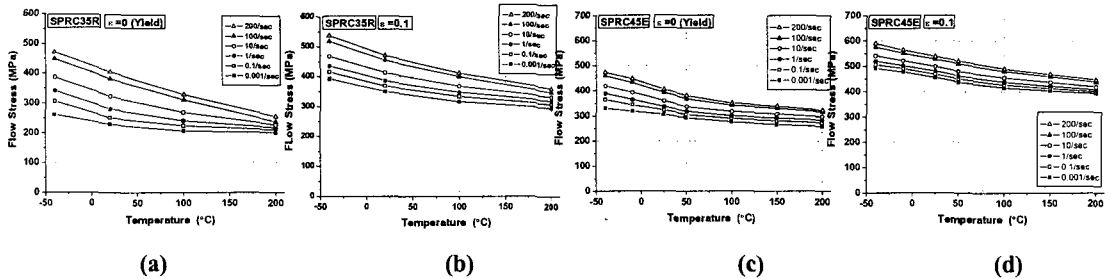 SPRC35R ε=0 (Yield)
200/sec
100/sec
10/sec
1/sec
0.1/sec
0.001/sec
Flow Stress (MPa)
600
500
400
300
200
100
0
-50 0 50 100 150 200
Temperature (°C)
(a)
SPRC35R ε=0.1
200/sec
100/sec
10/sec
1/sec
0.1/sec
0.001/sec
Flow Stress (MPa)
600
500
400
300
200
100
0
-50 0 50 100 150 200
Temperature (°C)
(b)
SPRC45E ε=0 (Yield)
200/sec
100/sec
10/sec
1/sec
0.1/sec
0.001/sec
Flow Stress (MPa)
700
600
500
400
300
200
100
0
-50 0 50 100 150 200
Temperature (°C)
(c)
SPRC45E ε=0.1
200/sec
100/sec
10/sec
1/sec
0.1/sec
0.001/sec
Flow Stress (MPa)
700
600
500
400
300
200
100
0
-50 0 50 100 150 200
Temperature (°C)
(d)